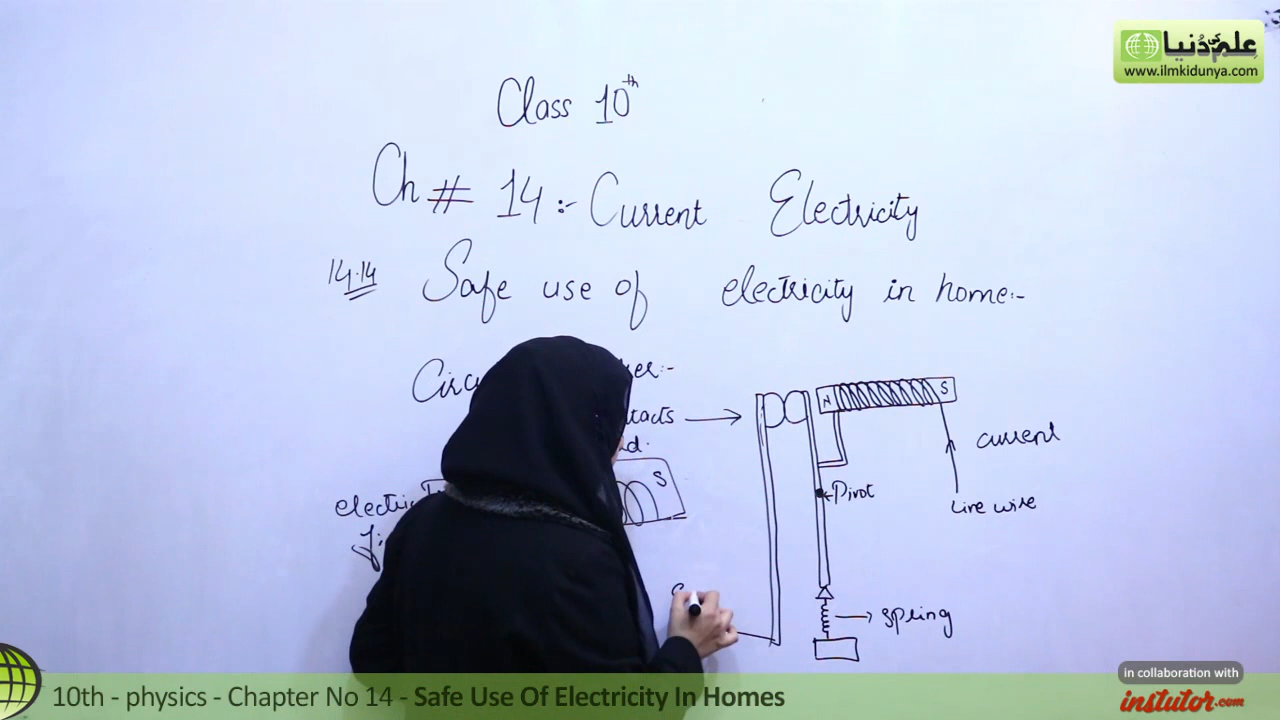 علم کی دُنیا
www.ilmkidunya.com
Class 10th
Ch # 14:- Current Electricity
14.14 Safe use of electricity in home:-
current
Pivot
Live wire
spring
N
S
S
10th - physics - Chapter No 14 - Safe Use Of Electricity In Homes
in collaboration with
instutor.com